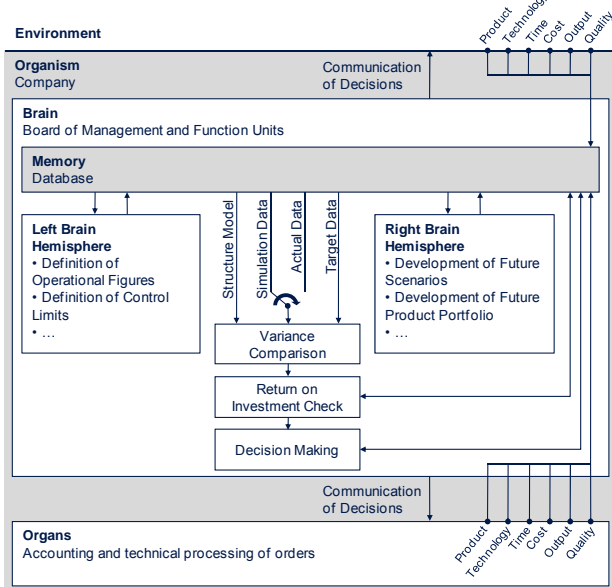 Environment
Product
Technology
Time
Cost
Output
Quality
Organism
Company
Communication
of Decisions
Brain
Board of Management and Function Units
Memory
Database
Left Brain
Hemisphere
• Definition of
Operational Figures
• Definition of Control
Limits
• …
Structure Model
Simulation Data
Actual Data
Target Data
Right Brain
Hemisphere
• Development of Future
Scenarios
• Development of Future
Product Portfolio
• …
Variance
Comparison
Return on
Investment Check
Decision Making
Communication
of Decisions
Organs
Accounting and technical processing of orders
Product
Technology
Time
Cost
Output
Quality